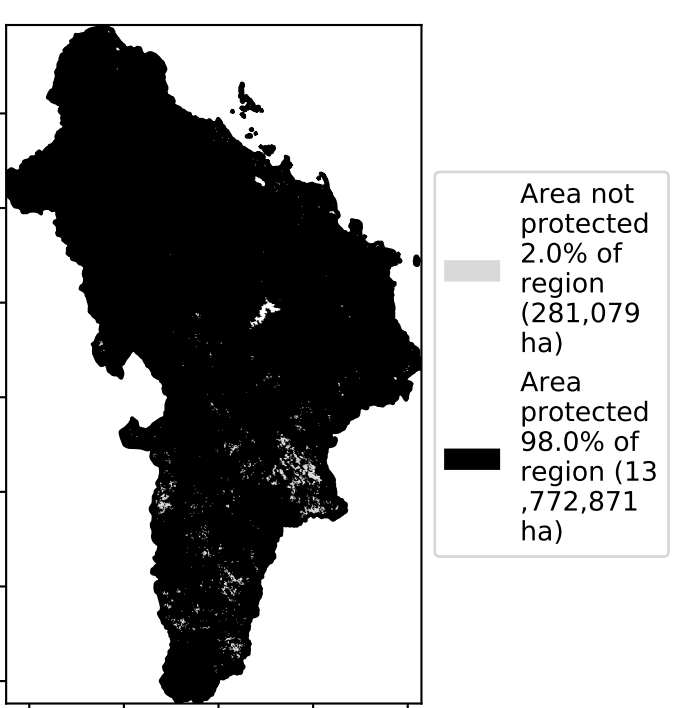 Area not
protected
2.0% of
region
(281,079
ha)
Area
protected
98.0% of
region (13
,772,871
ha)